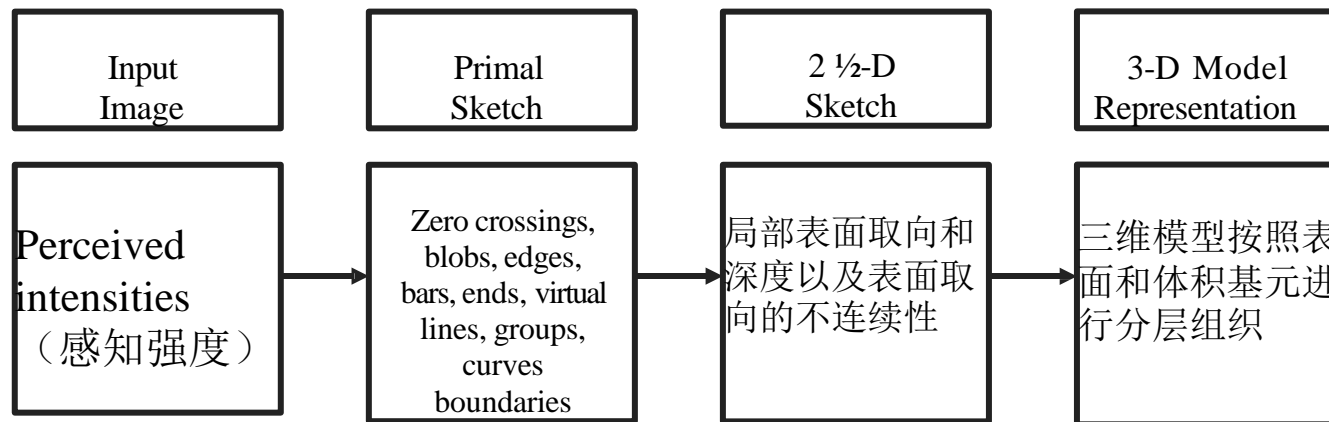 Input
Image
Primal
Sketch
2 ½-D
Sketch
3-D Model
Representation
Perceived
intensities
（感知强度）
Zero crossings,
blobs, edges,
bars, ends, virtual
lines, groups,
curves
boundaries
局部表面取向和
深度以及表面取
向的不连续性
三维模型按照表
面和体积基元进
行分层组织